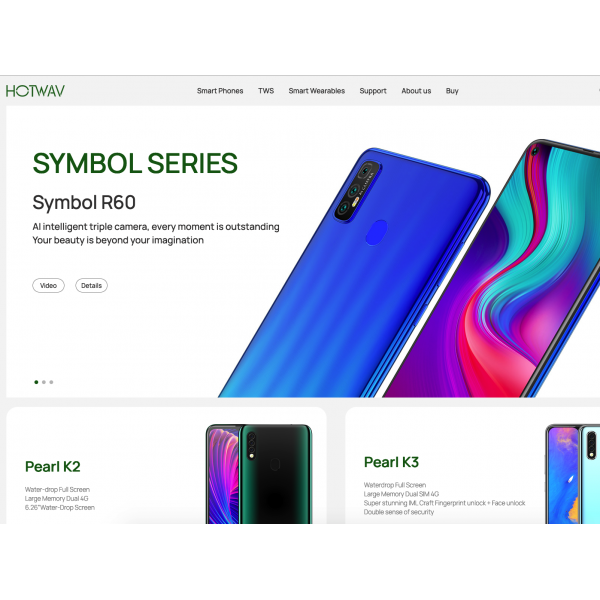 HOTWAV
Smart Phones TWS Smart Wearables Support About us Buy
SYMBOL SERIES
Symbol R60
AI intelligent triple camera, every moment is outstanding
Your beauty is beyond your imagination
Video Details
Pearl K2
Water-drop Full Screen
Large Memory Dual 4G
6.26"Water-Drop Screen
Pearl K3
Waterdrop Full Screen
Large Memory Dual SIM 4G
Super stunning IML Craft Fingerprint unlock + Face unlock
Double sense of security